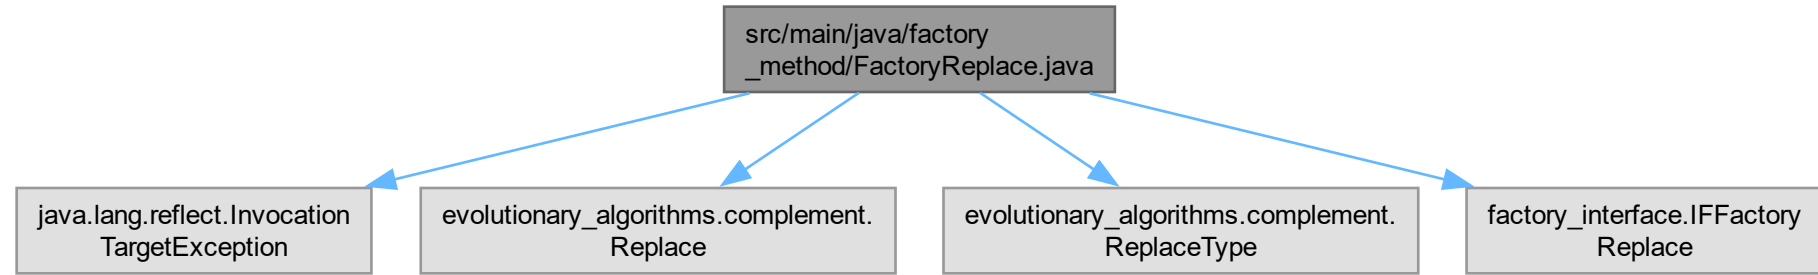 src/main/java/factory
_method/FactoryReplace.java
java.lang.reflect.Invocation
TargetException
evolutionary_algorithms.complement.
Replace
evolutionary_algorithms.complement.
ReplaceType
factory_interface.IFFactory
Replace